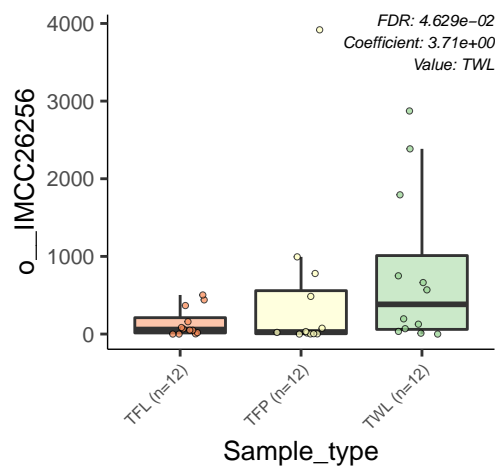 FDR: 4.629e−02
Coefficient: 3.71e+00
Value: TWL
4000
3000
2000
1000
0
o__IMCC26256
TFL (n=12)
TFP (n=12)
TWL (n=12)
Sample_type